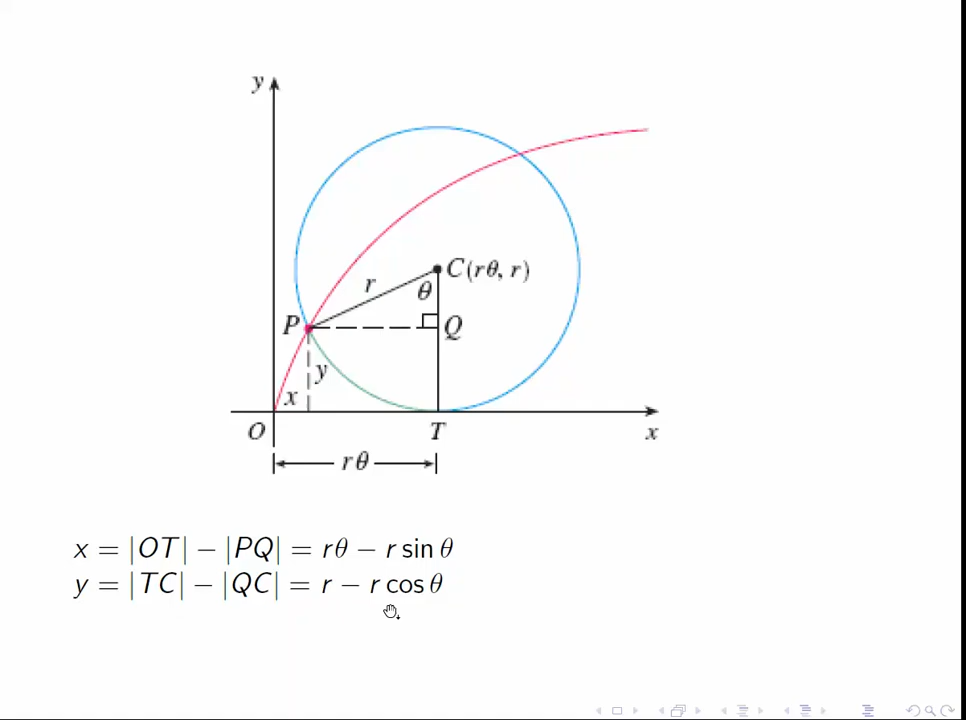 y
C(rθ, r)
r
θ
P
Q
y
x
O
T
x
rθ
x = |OT| − |PQ| = rθ − r sin θ
y = |TC| − |QC| = r − r cos θ